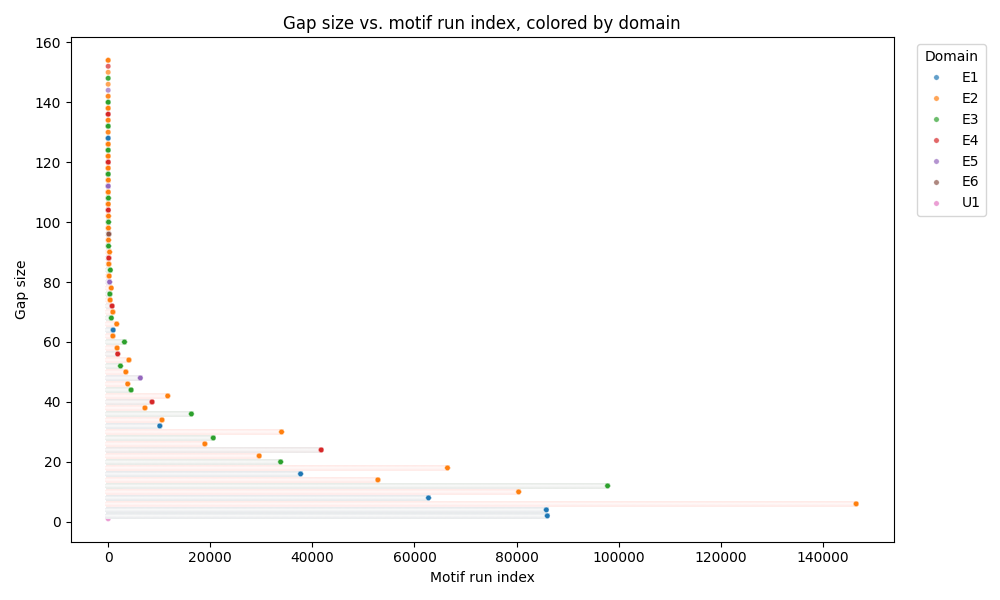 Gap size vs. motif run index, colored by domain
160
140
120
100
80
60
40
20
0
Gap size
0
20000
40000
60000
80000
100000
120000
140000
Motif run index
Domain
E1
E2
E3
E4
E5
E6
U1